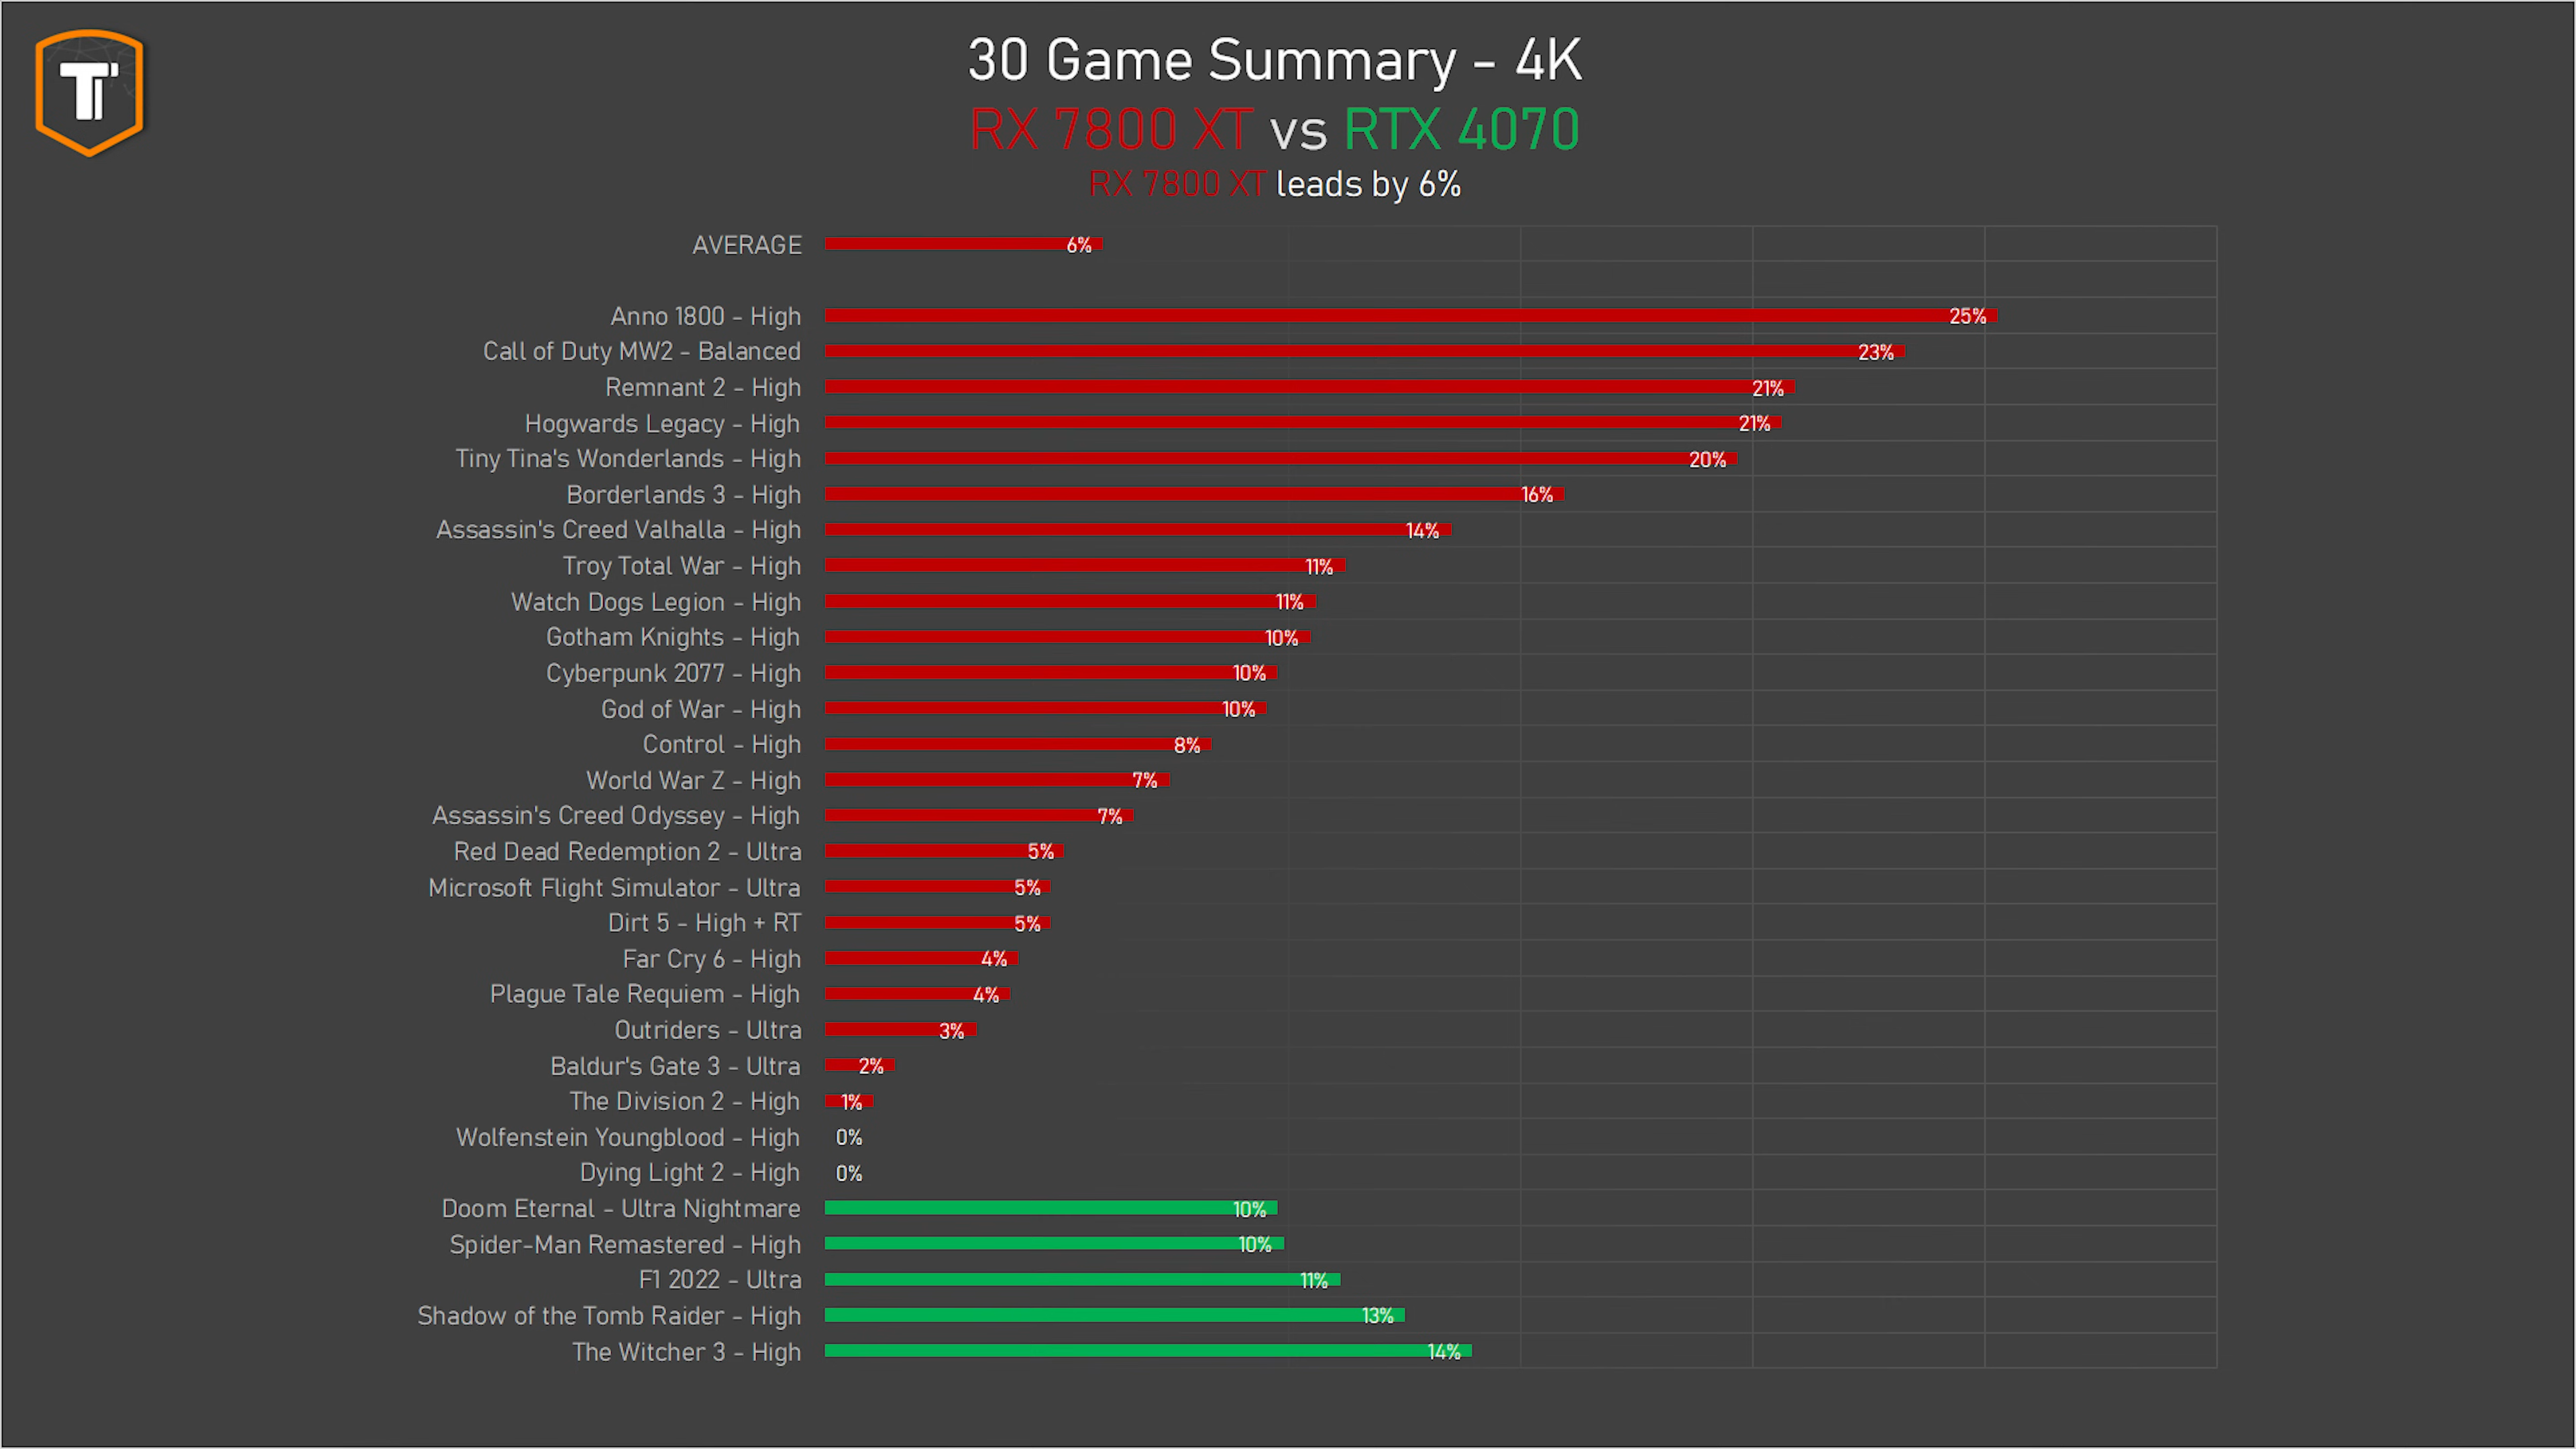 30 Game Summary - 4K
RX 7800 XT vs RTX 4070
RX 7800 XT leads by 6%
AVERAGE 6%
Anno 1800 - High 25%
Call of Duty MW2 - Balanced 23%
Remnant 2 - High 21%
Hogwards Legacy - High 21%
Tiny Tina's Wonderlands - High 20%
Borderlands 3 - High 16%
Assassin's Creed Valhalla - High 14%
Troy Total War - High 11%
Watch Dogs Legion - High 11%
Gotham Knights - High 10%
Cyberpunk 2077 - High 10%
God of War - High 10%
Control - High 8%
World War Z - High 7%
Assassin's Creed Odyssey - High 7%
Red Dead Redemption 2 - Ultra 5%
Microsoft Flight Simulator - Ultra 5%
Dirt 5 - High + RT 5%
Far Cry 6 - High 4%
Plague Tale Requiem - High 4%
Outriders - Ultra 3%
Baldur's Gate 3 - Ultra 2%
The Division 2 - High 1%
Wolfenstein Youngblood - High 0%
Dying Light 2 - High 0%
Doom Eternal - Ultra Nightmare 10%
Spider-Man Remastered - High 10%
F1 2022 - Ultra 11%
Shadow of the Tomb Raider - High 13%
The Witcher 3 - High 14%